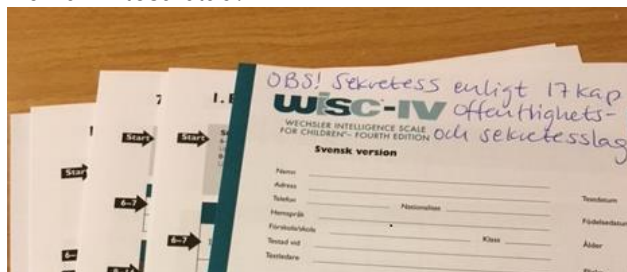 OBS! Sekretess enligt 17 kap
offentlighets-
och sekretesslag
WISC-IV
WECHSLER INTELLIGENCE SCALE
FOR CHILDREN®– FOURTH EDITION
Svensk version
Namn
Adress
Telefon
Nationalitet
Hemspråk
Förskola/skola
Klass
Testad vid
Testledare
Testdatum
Födelsedatum
Ålder
7
1. B
Start
Start
Start
6–7
6–7
6–